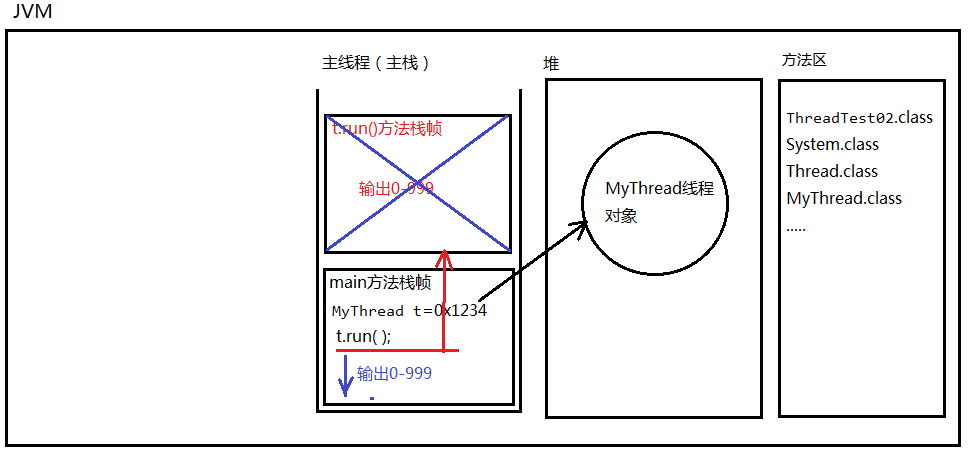 JVM
主线程（主栈）
t.run()方法栈帧
输出0-999
main方法栈帧
MyThread t=0x1234
t.run( );
输出0-999
堆
MyThread线程
对象
方法区
ThreadTest02.class
System.class
Thread.class
MyThread.class
.....